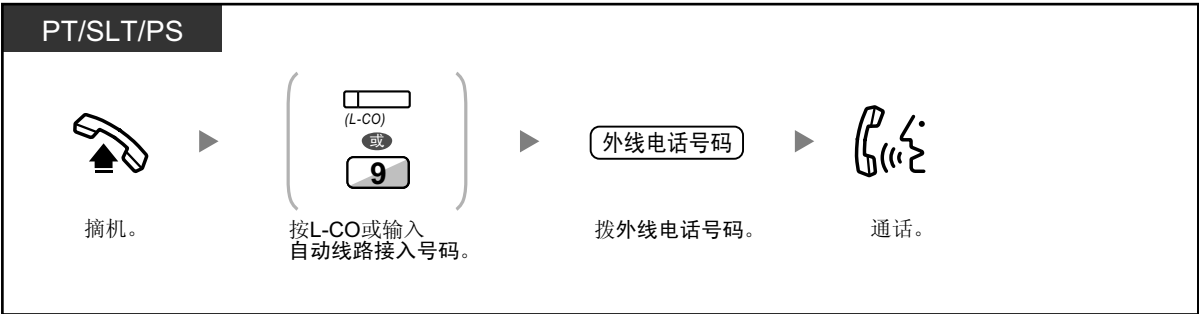 PT/SLT/PS
(L-CO)
或
9
外线电话号码
摘机。
按L-CO或输入
自动线路接入号码。
拨外线电话号码。
通话。